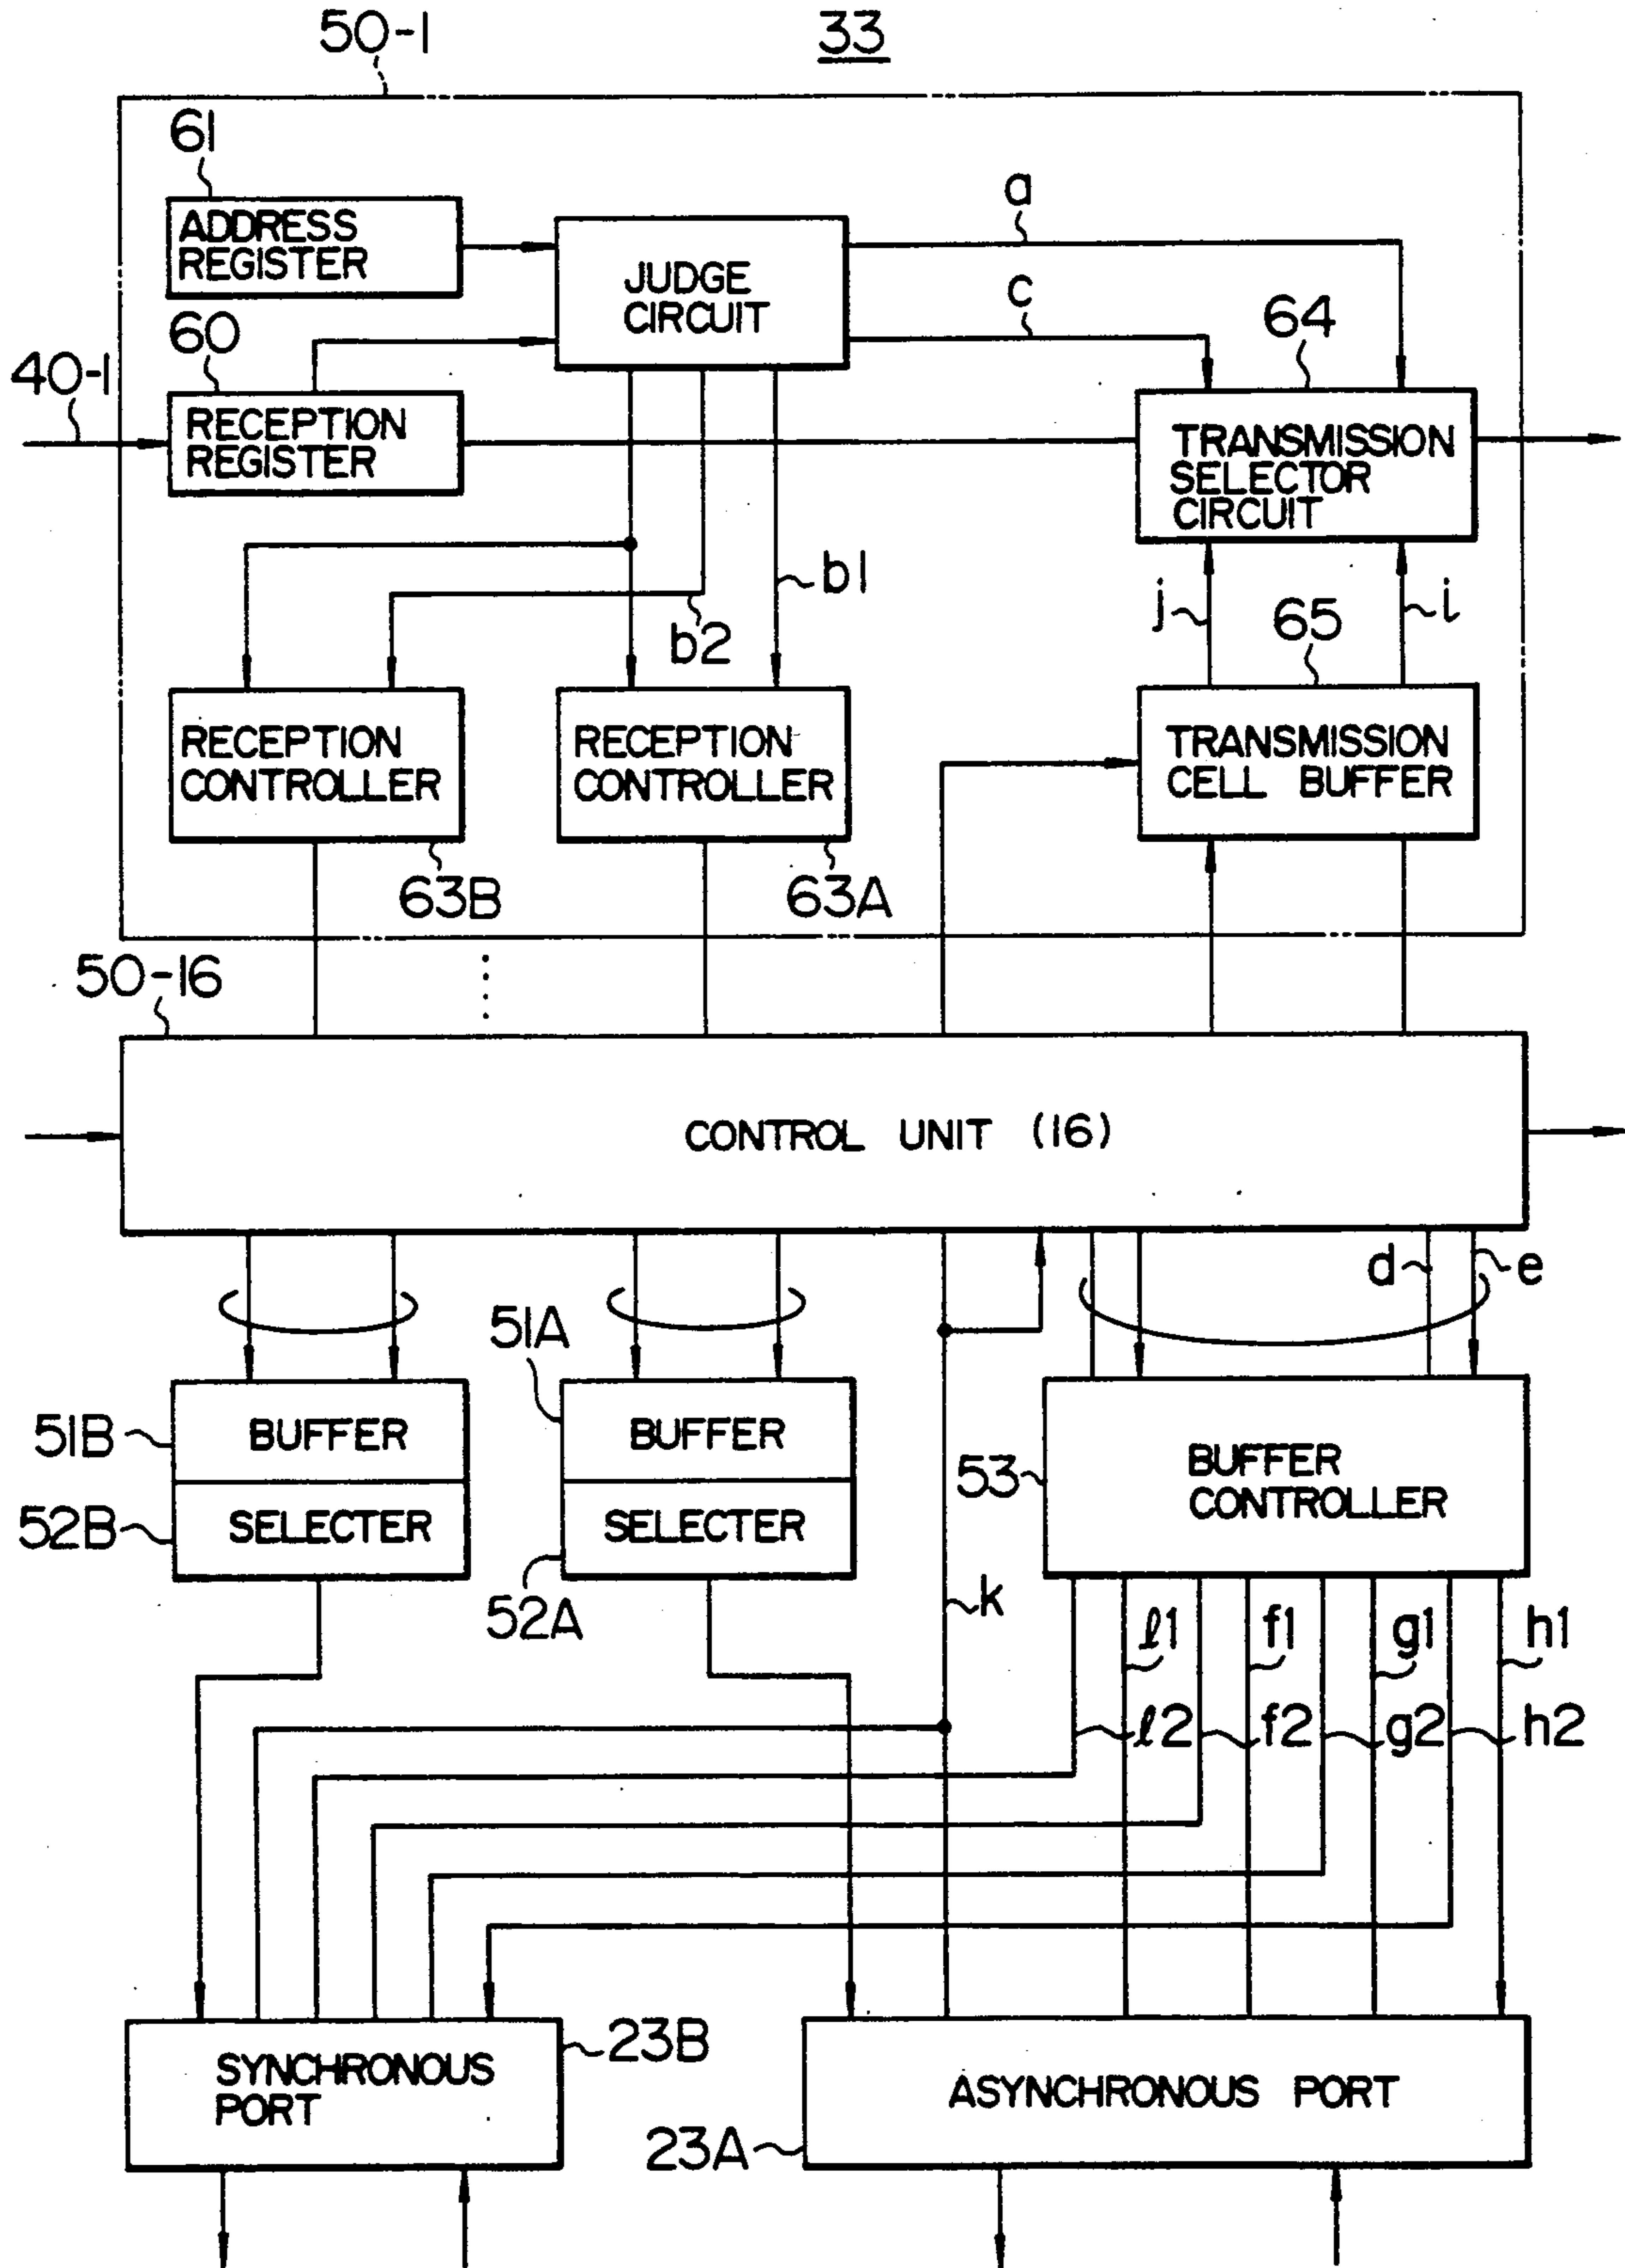 50-1
33
61
ADDRESS
REGISTER
JUDGE
CIRCUIT
a
c
64
60
40-1
RECEPTION
REGISTER
TRANSMISSION
SELECTOR
CIRCUIT
b1
b2
j
65
i
RECEPTION
CONTROLLER
RECEPTION
CONTROLLER
TRANSMISSION
CELL BUFFER
63B
63A
50-16
CONTROL UNIT (16)
d
e
51A
51B
BUFFER
BUFFER
53
BUFFER
CONTROLLER
52B
SELECTER
SELECTER
52A
k
ℓ1
f1
g1
h1
ℓ2
f2
g2
h2
23B
SYNCHRONOUS
PORT
ASYNCHRONOUS PORT
23A